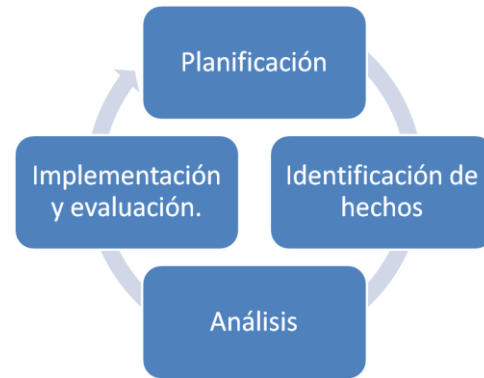 Planificación
Identificación de
hechos
Análisis
Implementación
y evaluación.